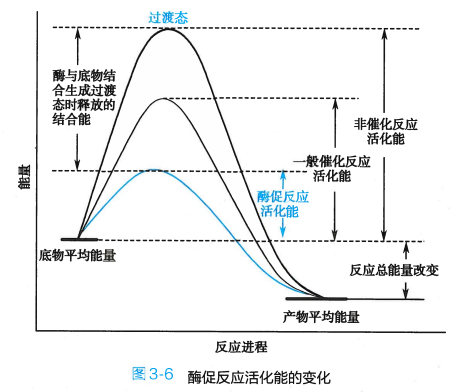 过渡态
酶与底物结
合生成过渡
态时释放的
结合能
非催化反应
活化能
一般催化反应
活化能
酶促反应
活化能
能量
底物平均能量
反应总能量改变
产物平均能量
反应进程
图3-6 酶促反应活化能的变化